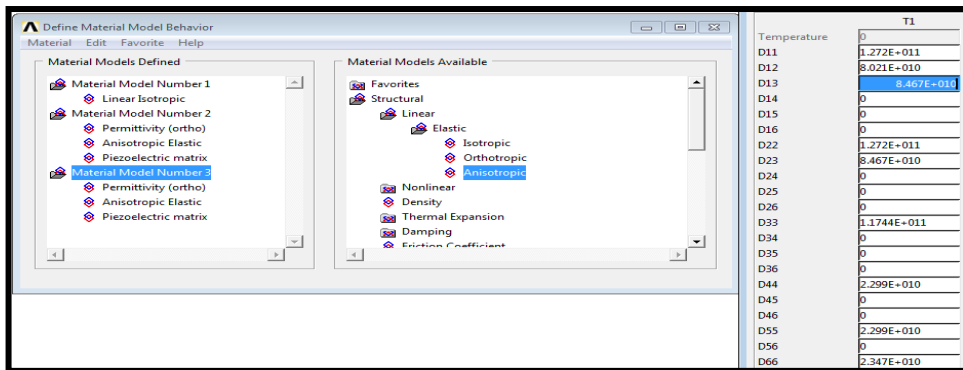 Define Material Model Behavior
Material Edit Favorite Help
Material Models Defined
Material Model Number 1
Linear Isotropic
Material Model Number 2
Permittivity (ortho)
Anisotropic Elastic
Piezoelectric matrix
Material Model Number 3
Permittivity (ortho)
Anisotropic Elastic
Piezoelectric matrix
Material Models Available
Favorites
Structural
Linear
Elastic
Isotropic
Orthotropic
Anisotropic
Nonlinear
Density
Thermal Expansion
Damping
Friction Coefficient
T1
Temperature 0
D11 1.272E+011
D12 8.021E+010
D13 8.467E+010
D14 0
D15 0
D16 0
D22 1.272E+011
D23 8.467E+010
D24 0
D25 0
D26 0
D33 1.1744E+011
D34 0
D35 0
D36 0
D44 2.299E+010
D45 0
D46 0
D55 2.299E+010
D56 0
D66 2.347E+010